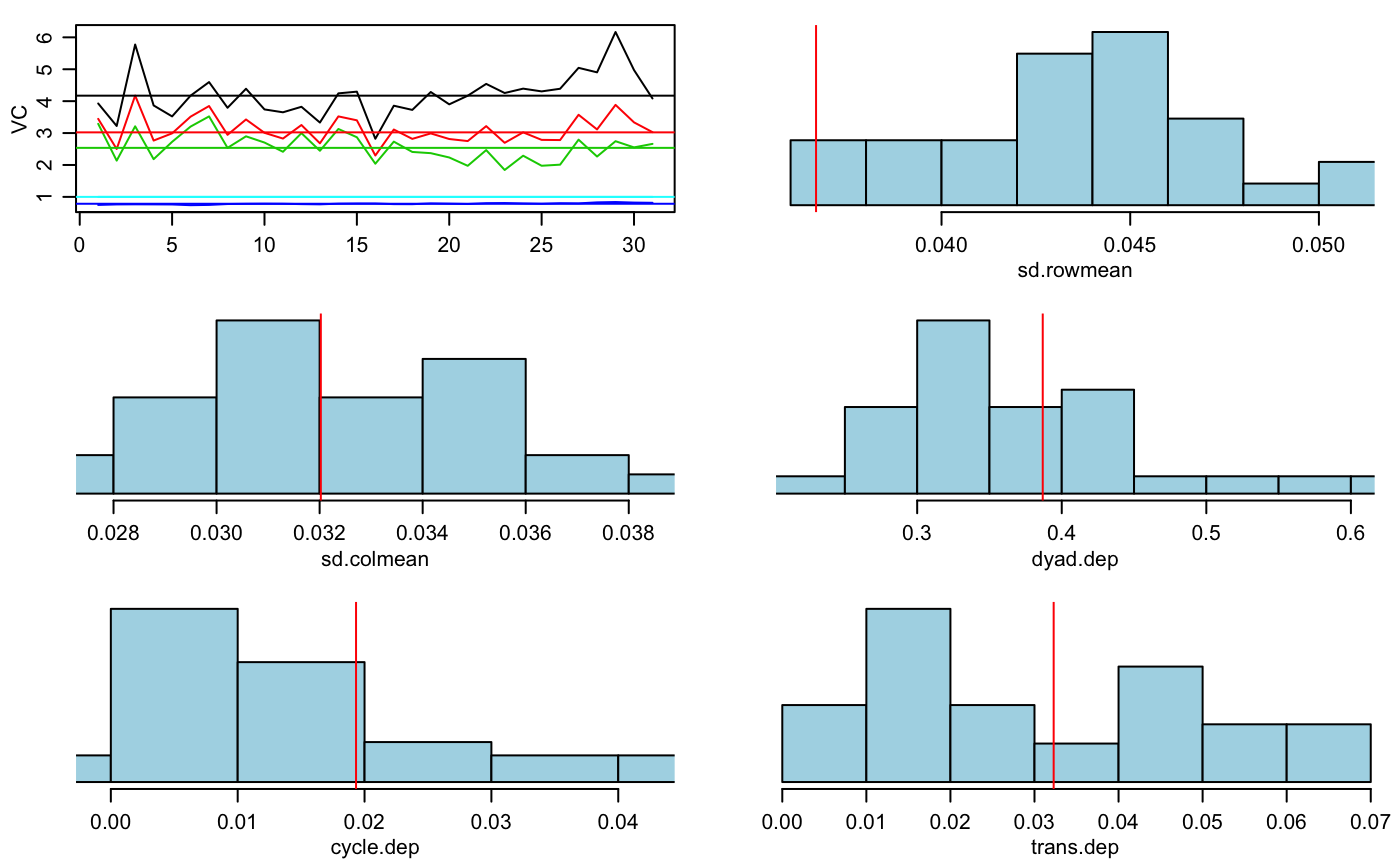 VC
6
5
4
3
2
1
0 5 10 15 20 25 30
0.040 0.045 0.050
sd.rowmean
0.028 0.030 0.032 0.034 0.036 0.038
sd.colmean
0.3 0.4 0.5 0.6
dyad.dep
0.00 0.01 0.02 0.03 0.04
cycle.dep
0.00 0.01 0.02 0.03 0.04 0.05 0.06 0.07
trans.dep